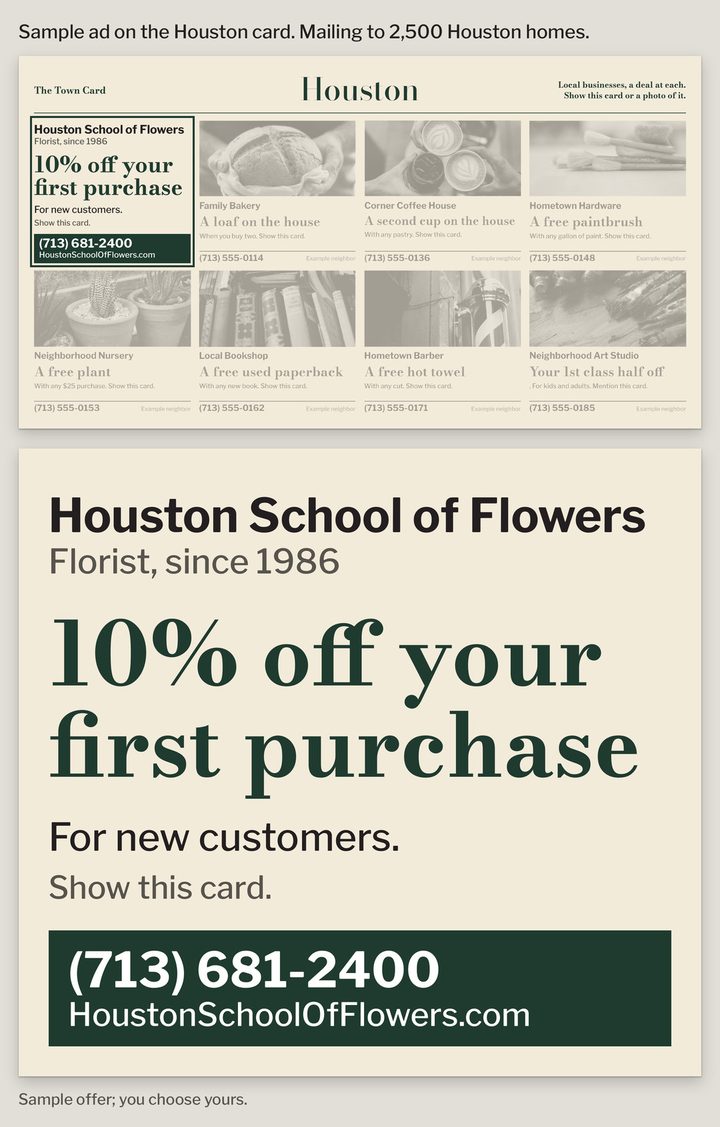 Sample ad on the Houston card. Mailing to 2,500 Houston homes.
The Town Card
Houston
Local businesses, a deal at each.
Show this card or a photo of it.
Houston School of Flowers
Florist, since 1986
10% off your
first purchase
For new customers.
Show this card.
(713) 681-2400
HoustonSchoolOfFlowers.com
Family Bakery
A loaf on the house
When you buy two. Show this card.
(713) 555-0114
Example neighbor
Corner Coffee House
A second cup on the house
With any pastry. Show this card.
(713) 555-0136
Example neighbor
Hometown Hardware
A free paintbrush
With any gallon of paint. Show this card.
(713) 555-0148
Example neighbor
Neighborhood Nursery
A free plant
With any $25 purchase. Show this card.
(713) 555-0153
Example neighbor
Local Bookshop
A free used paperback
With any new book. Show this card.
(713) 555-0162
Example neighbor
Hometown Barber
A free hot towel
With any cut. Show this card.
(713) 555-0171
Example neighbor
Neighborhood Art Studio
Your 1st class half off
For kids and adults. Mention this card.
(713) 555-0185
Example neighbor
Houston School of Flowers
Florist, since 1986
10% off your
first purchase
For new customers.
Show this card.
(713) 681-2400
HoustonSchoolOfFlowers.com
Sample offer; you choose yours.